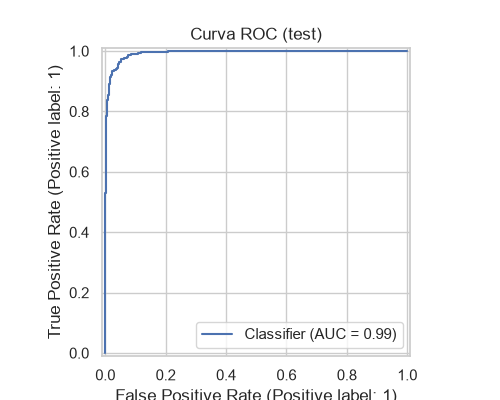 Curva ROC (test)
True Positive Rate (Positive label: 1)
1.0
0.8
0.6
0.4
0.2
0.0
Classifier (AUC = 0.99)
0.0 0.2 0.4 0.6 0.8 1.0
False Positive Rate (Positive label: 1)